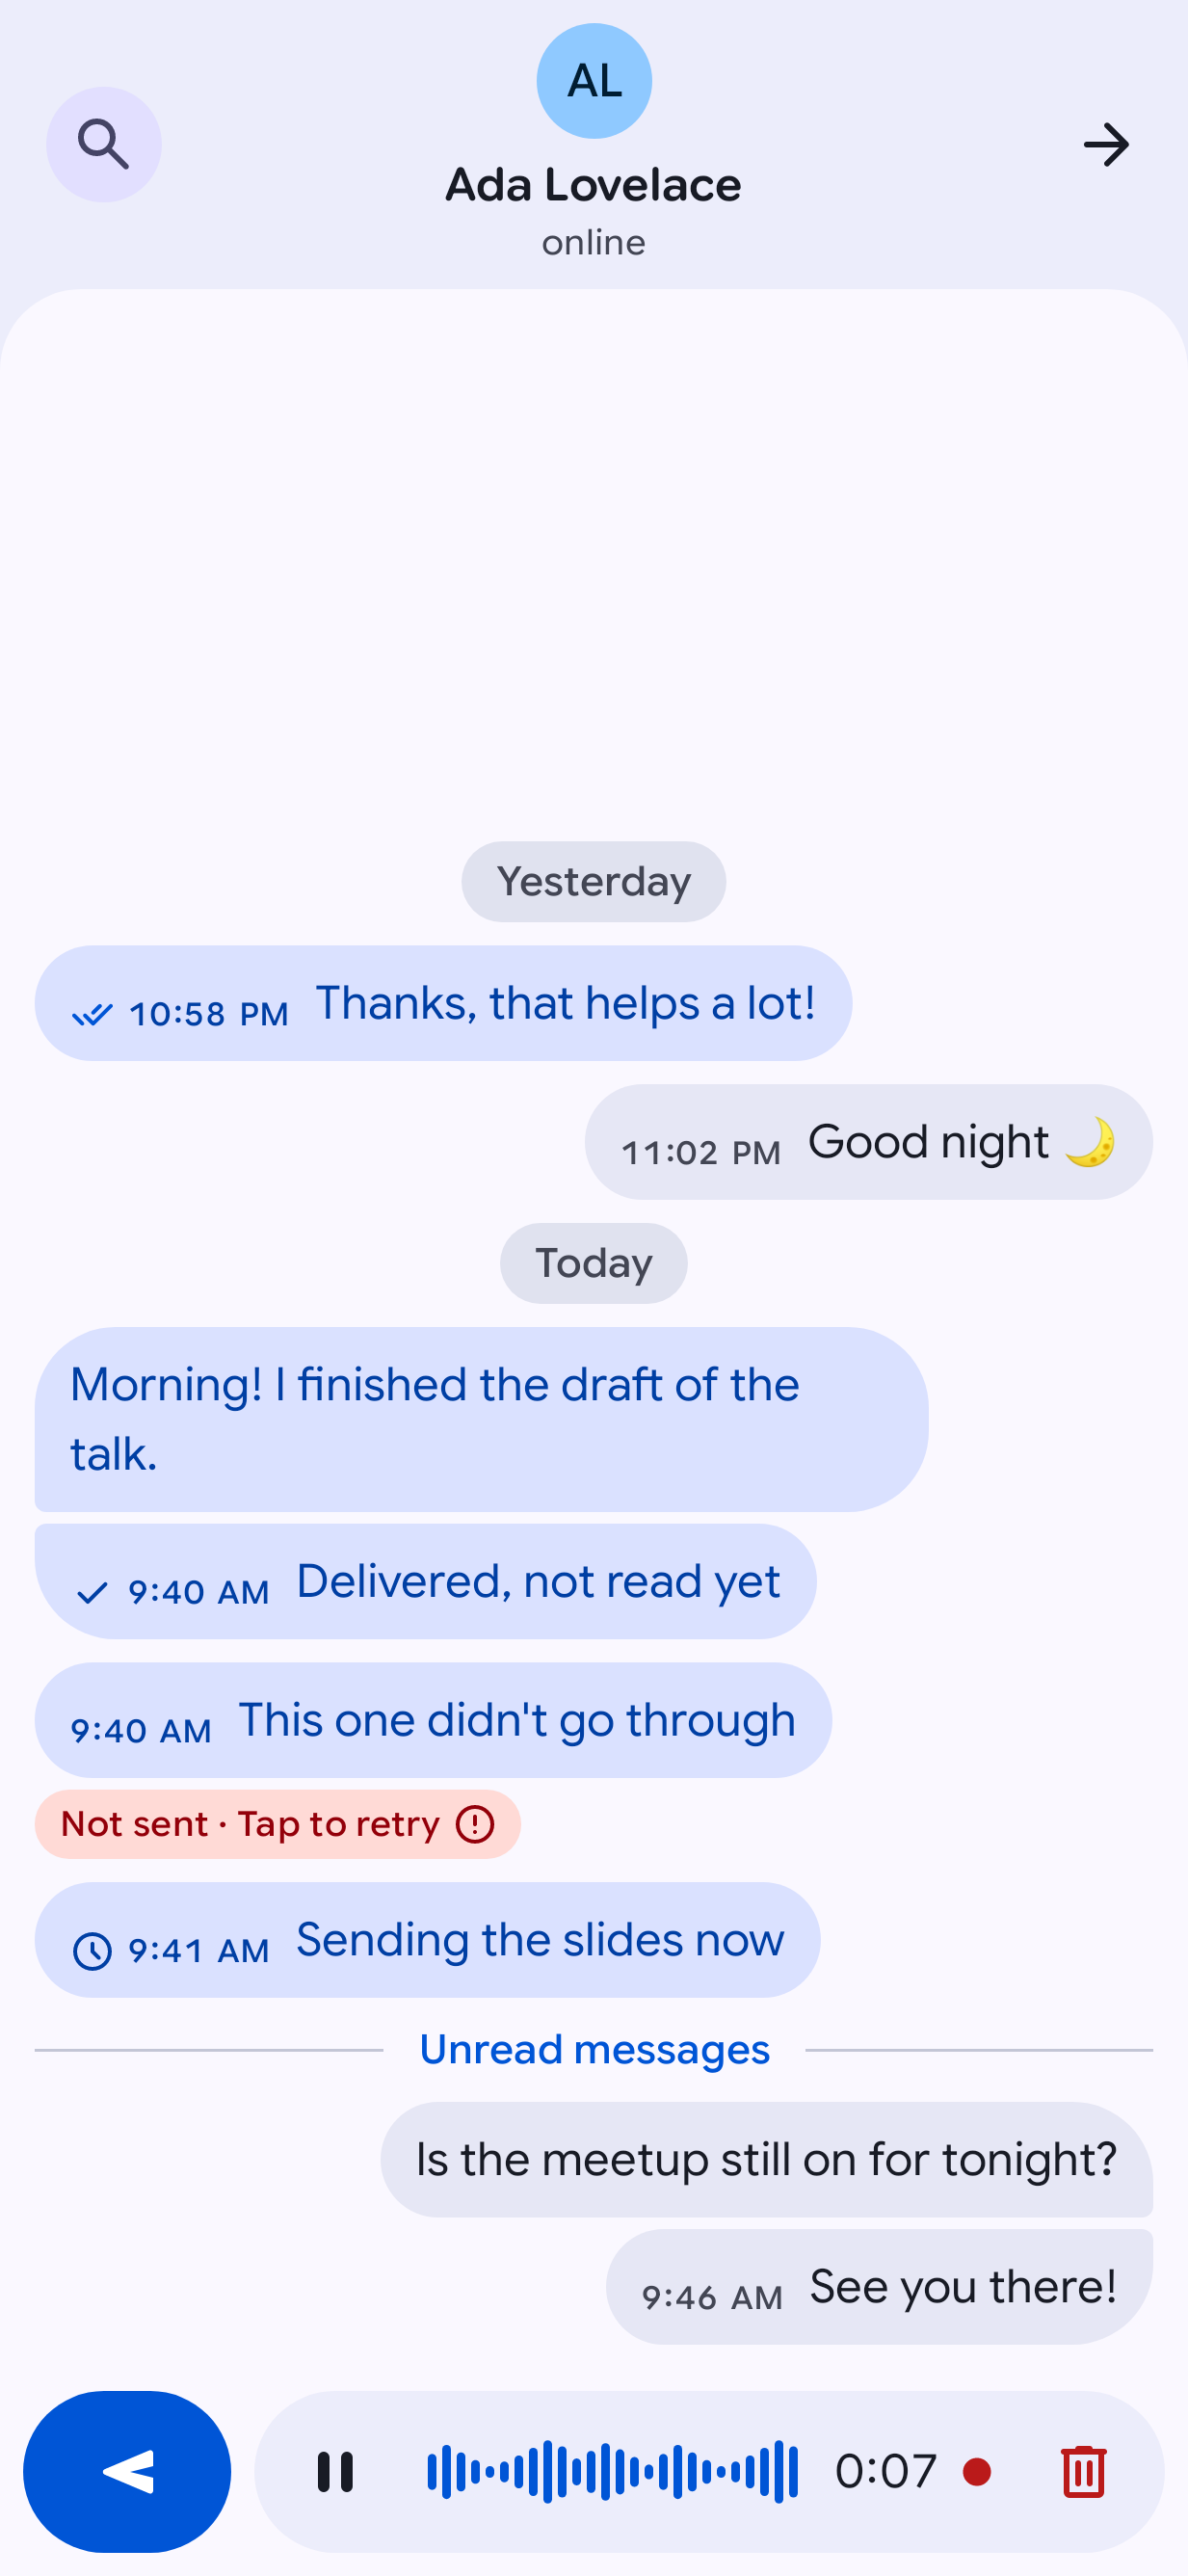 AL
Ada Lovelace
online
Yesterday
10:58 PM Thanks, that helps a lot!
11:02 PM Good night 🌙
Today
Morning! I finished the draft of the
talk.
9:40 AM Delivered, not read yet
9:40 AM This one didn't go through
Not sent · Tap to retry
9:41 AM Sending the slides now
Unread messages
Is the meetup still on for tonight?
9:46 AM See you there!
0:07